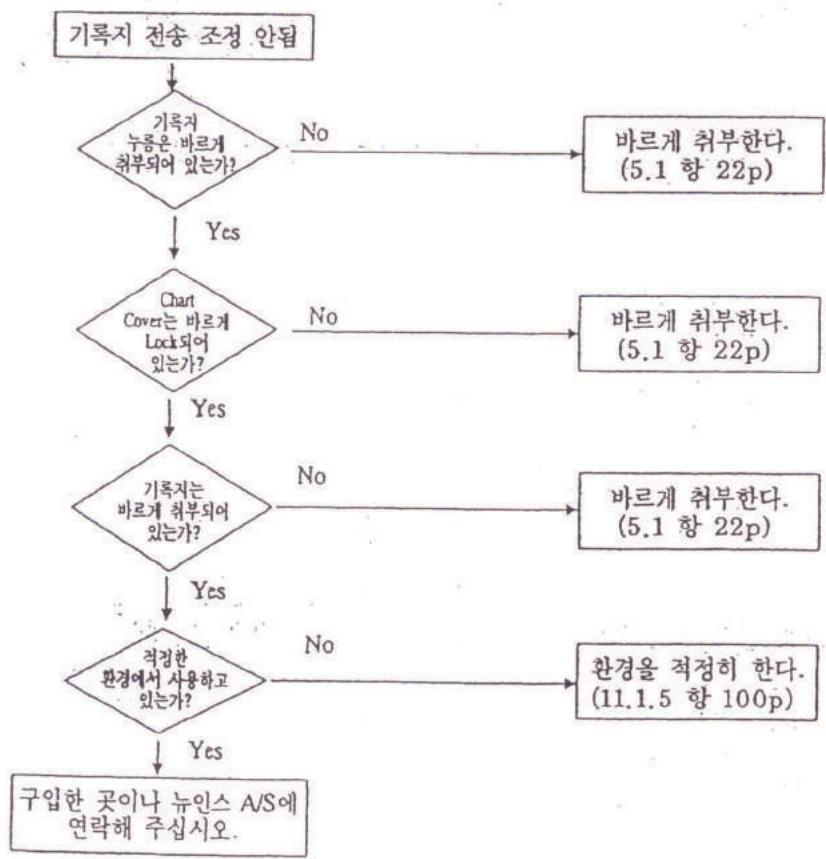 기록지 전송 조정 안됨
기록지
누름은 바르게
취부되어 있는가?
No
바르게 취부한다.
(5.1 항 22p)
Yes
Chart
Cover는 바르게
Lock되어
있는가?
No
바르게 취부한다.
(5.1 항 22p)
Yes
기록지는
바르게 취부되어
있는가?
No
바르게 취부한다.
(5.1 항 22p)
Yes
적정한
환경에서 사용하고
있는가?
No
환경을 적정히 한다.
(11.1.5 항 100p)
Yes
구입한 곳이나 뉴인스 A/S에
연락해 주십시오.